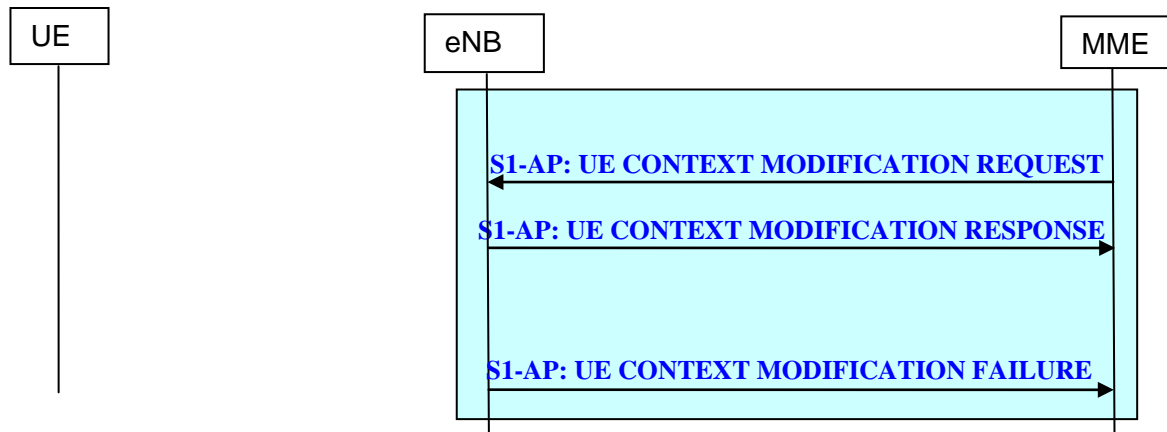 UE
eNB
MME
S1-AP: UE CONTEXT MODIFICATION REQUEST
S1-AP: UE CONTEXT MODIFICATION RESPONSE
S1-AP: UE CONTEXT MODIFICATION FAILURE